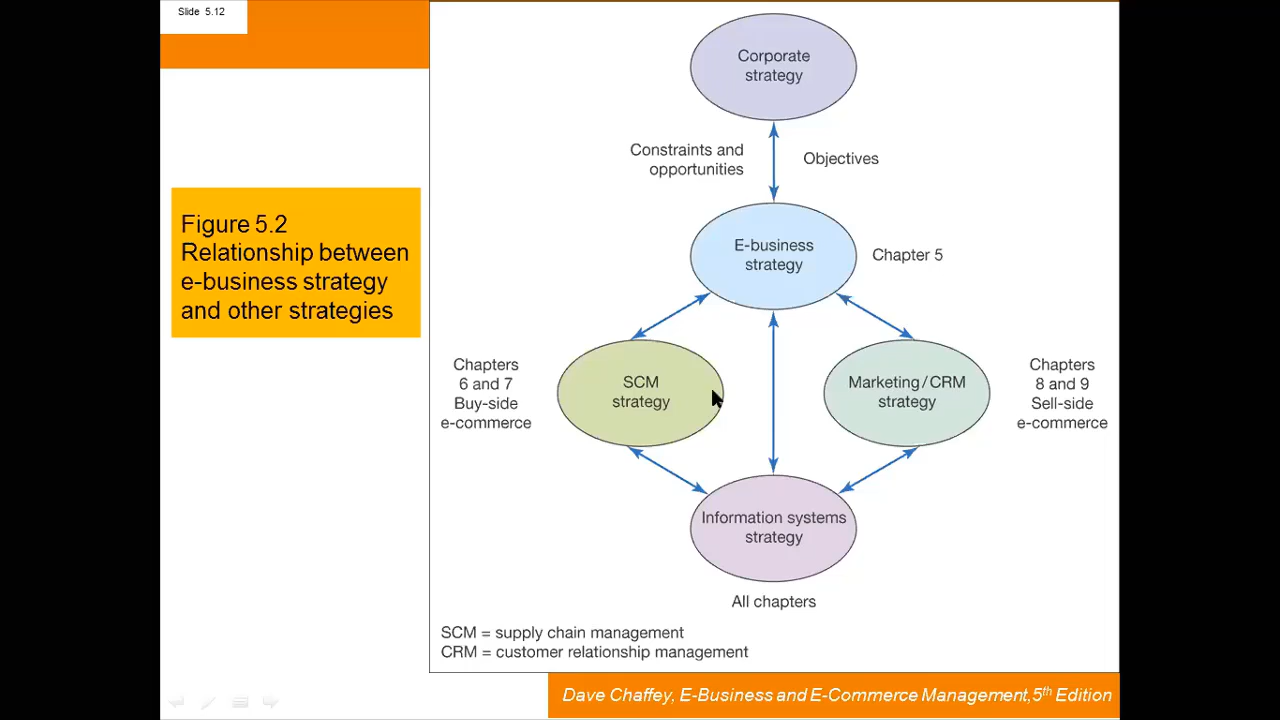 Slide 5.12
Figure 5.2
Relationship between
e-business strategy
and other strategies
Corporate
strategy
Constraints and
opportunities
Objectives
E-business
strategy
Chapter 5
Chapters
6 and 7
Buy-side
e-commerce
SCM
strategy
Marketing/CRM
strategy
Chapters
8 and 9
Sell-side
e-commerce
Information systems
strategy
All chapters
SCM = supply chain management
CRM = customer relationship management
Dave Chaffey, E-Business and E-Commerce Management,5th Edition